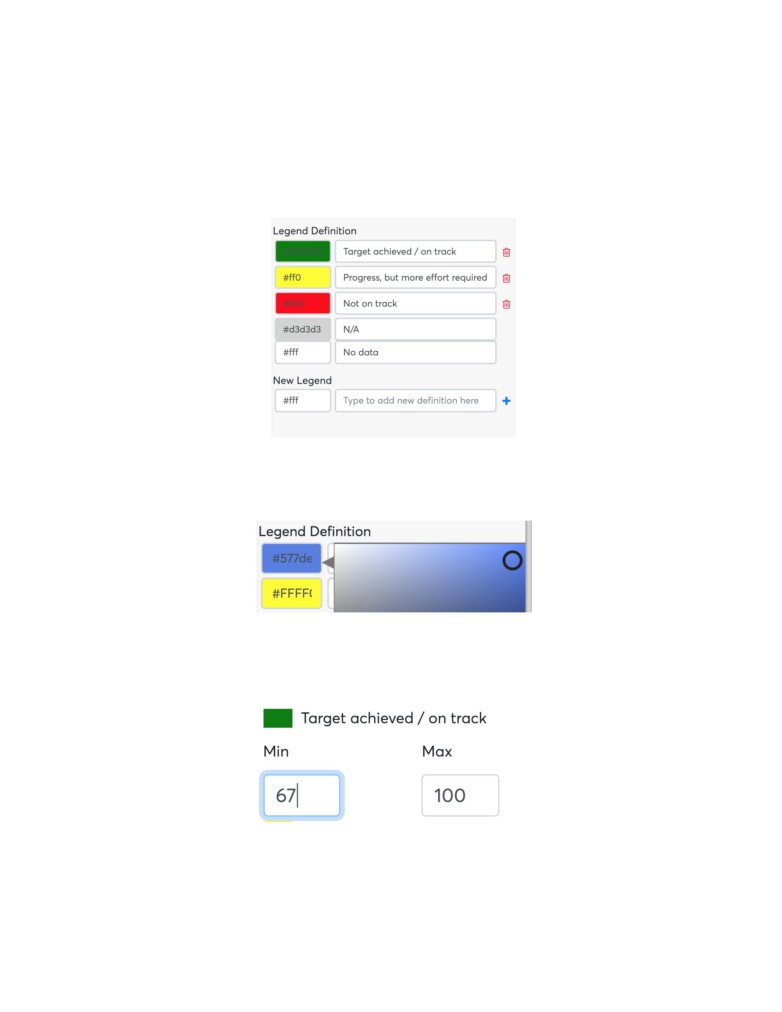 Legend Definition
Target achieved / on track
#ff0 Progress, but more effort required
Not on track
#d3d3d3 N/A
#fff No data
New Legend
#fff Type to add new definition here
Legend Definition
#577de
#FFFF(
Target achieved / on track
Min Max
67 100